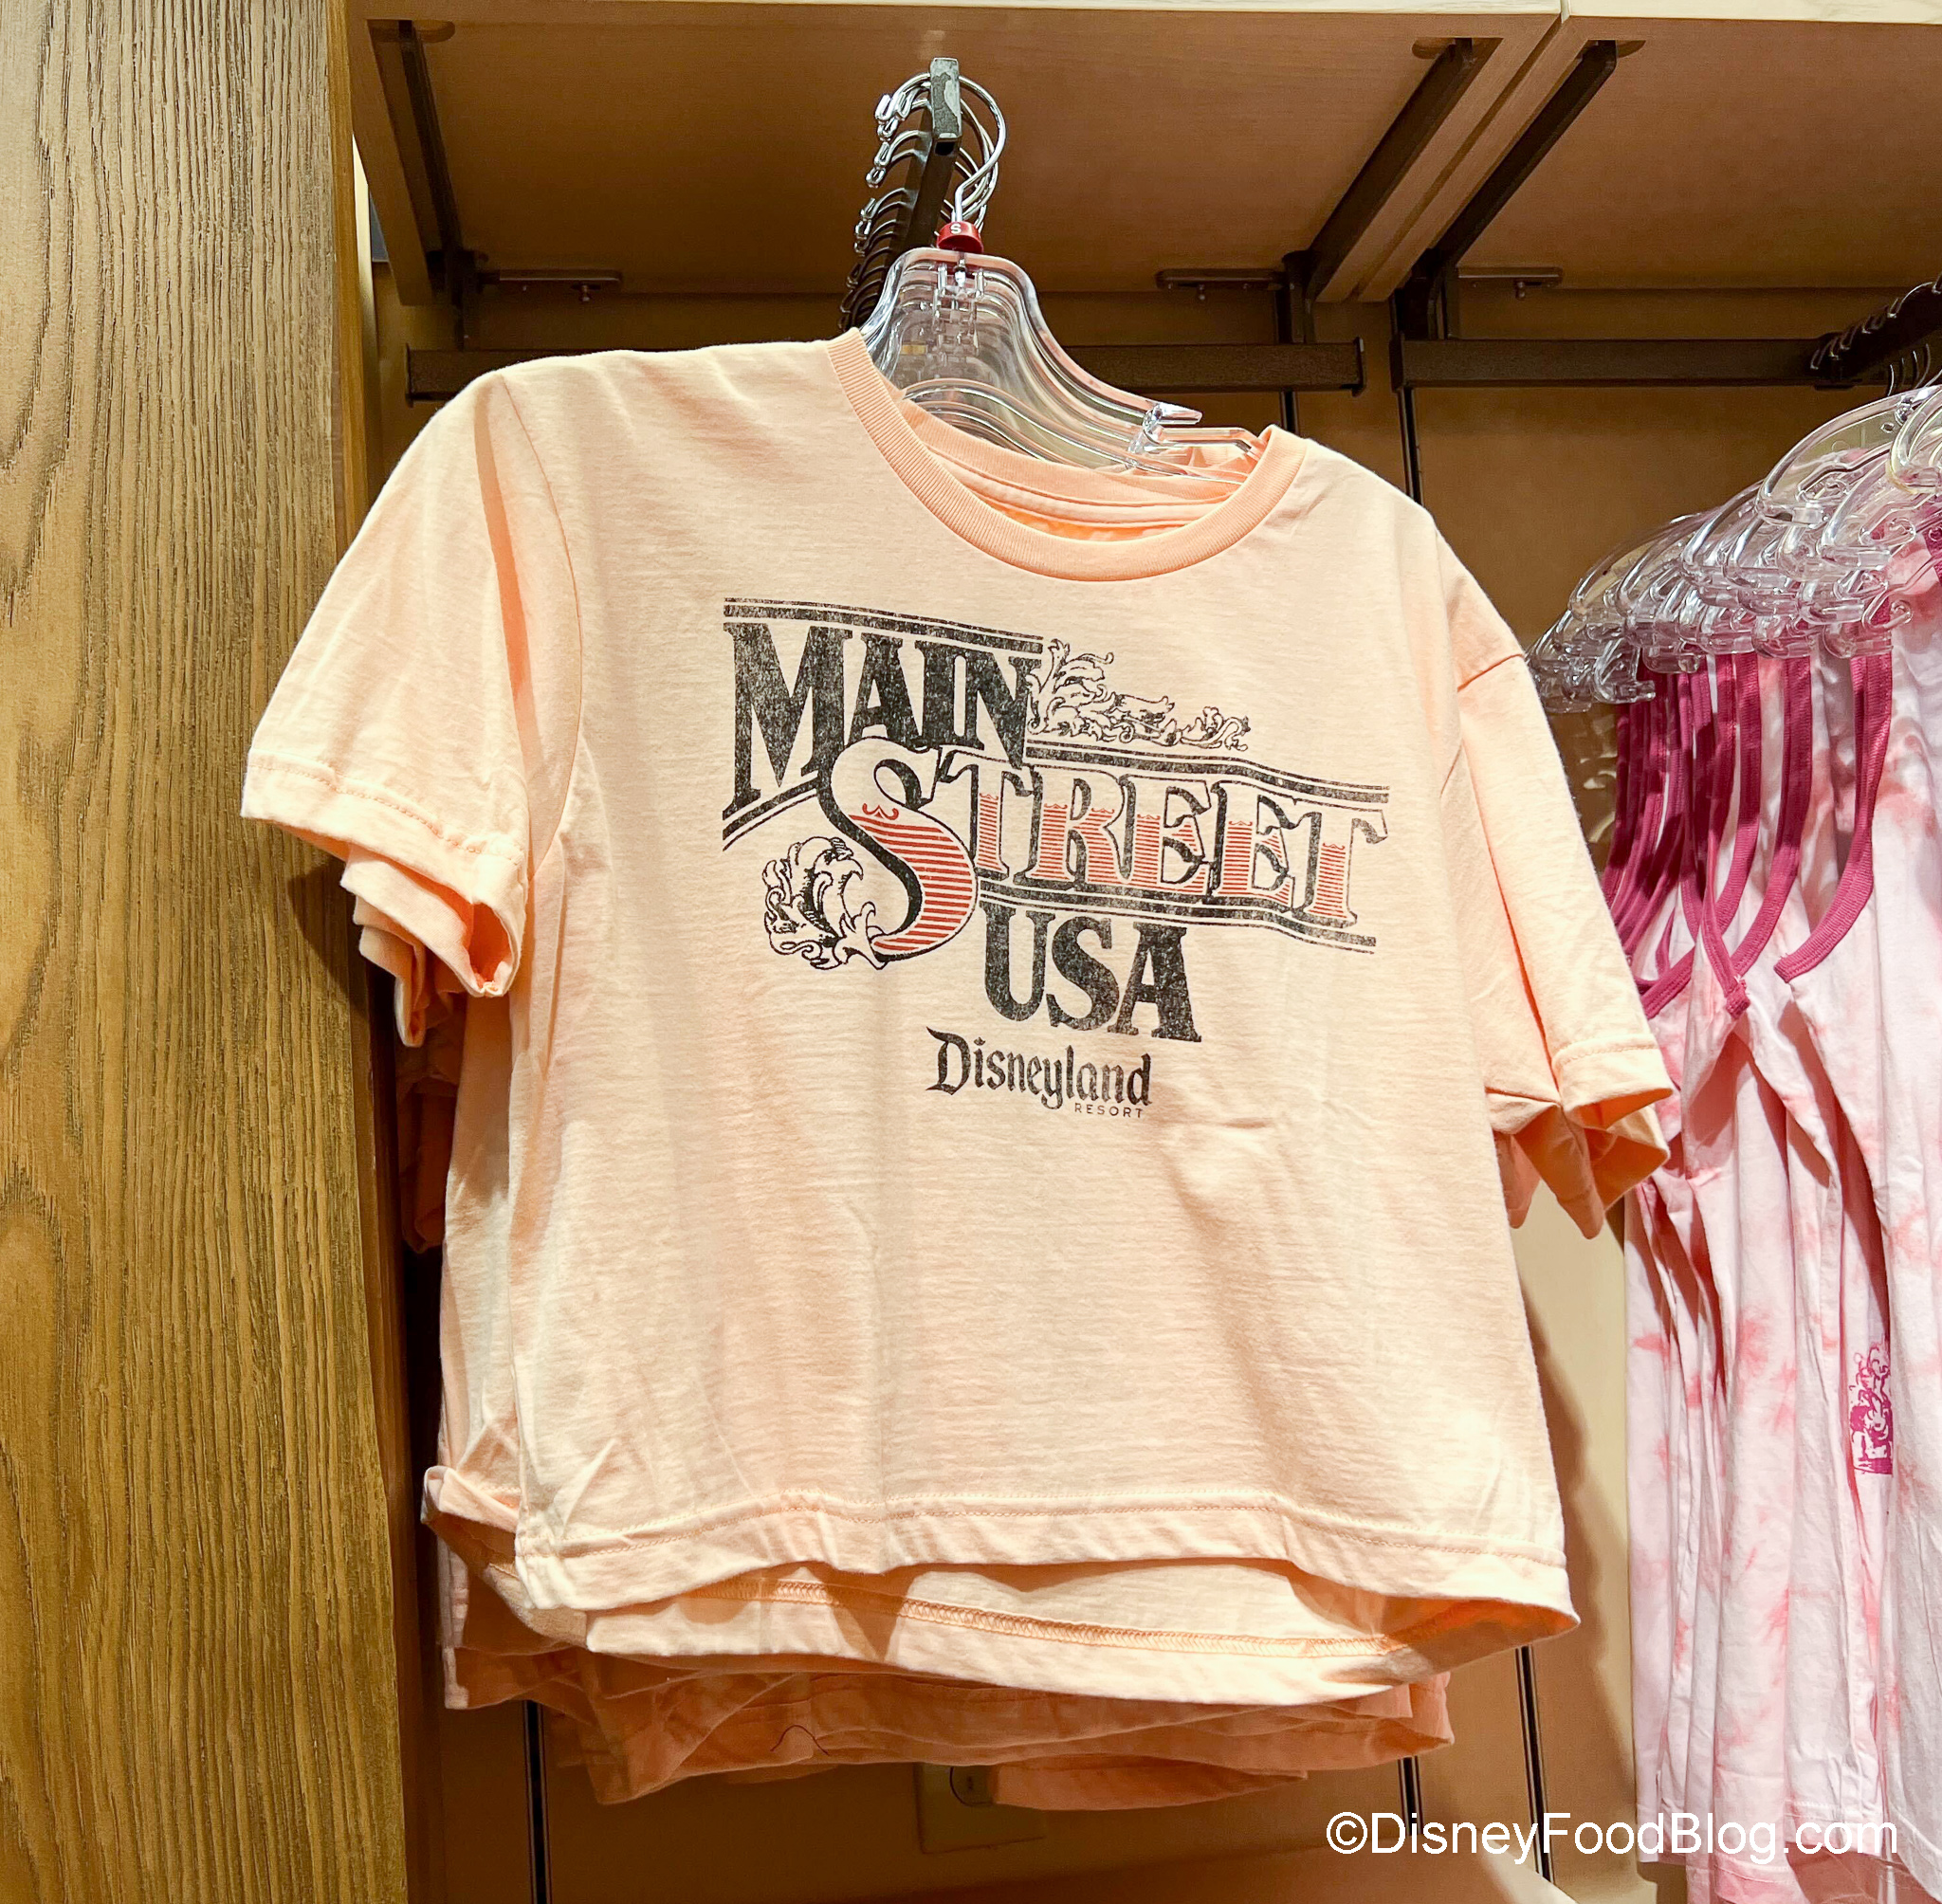 S
MAIN
STREET
USA
Disneyland
RESORT
©DisneyFoodBlog.com